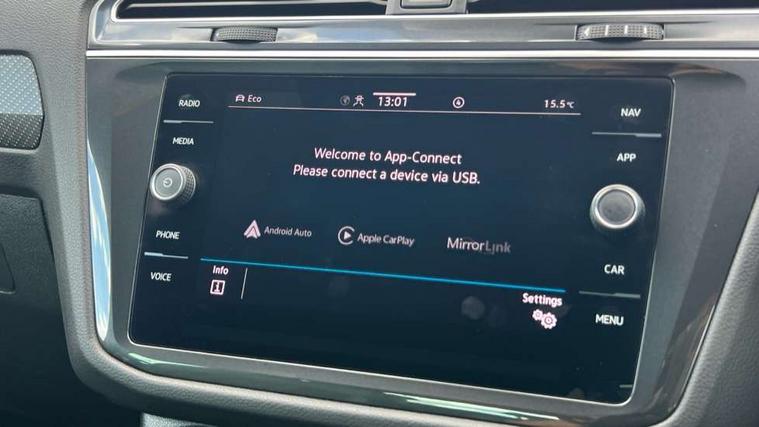 RADIO
MEDIA
PHONE
VOICE
Eco
13:01
15.5°C
Welcome to App-Connect
Please connect a device via USB.
Android Auto
Apple CarPlay
MirrorLink
Info
Settings
NAV
APP
CAR
MENU